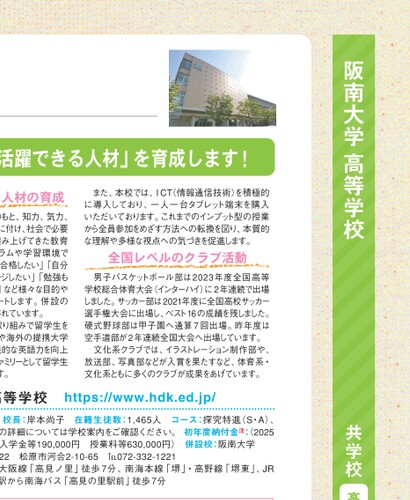 阪南大学 高等学校
活躍できる人材」を育成します！
人材の育成
もと、知力、気力、
に付け、社会で必要
積み上げてきた教育
ラムや学習環境で
合格したい」「自分
ージしたい」「勉強も
」など様々な目的や
ートします。併設の
されています。
取り組みで留学生を
や海外の提携大学
的な英語力を向上
ファミリーとして留学生
す。
また、本校では、ICT(情報通信技術)を積極的
に導入しており、一人一台タブレット端末を購入
いただいております。これまでのインプット型の授業
から全員参加をめざす方法への転換を図り、本質的
な理解や多様な視点への気づきを促進します。
全国レベルのクラブ活動
男子バスケットボール部は2023年度全国高等
学校総合体育大会(インターハイ)に2年連続で出場
しました。サッカー部は2021年度に全国高校サッカー
選手権大会に出場し、ベスト16の成績を残しました。
硬式野球部は甲子園へ通算7回出場。昨年度は
空手道部が2年連続全国大会へ出場しています。
文化系クラブでは、イラストレーション制作部や、
放送部、写真部などが入賞を果たすなど、体育系・
文化系ともに多くのクラブが成果をあげています。
高等学校 https://www.hdk.ed.jp/
校長：岸本尚子 在籍生徒数：1,465人 コース：探究特進(S・A)、
の詳細については学校案内をご確認ください。 初年度納付金：(2025
入学金等190,000円 授業料等630,000円) 併設校：阪南大学
22 松原市河合2-10-65 ℡072-332-1221
大阪線「高見ノ里」徒歩7分、南海本線「堺」・高野線「堺東」、JR
駅から南海バス「高見の里駅前」徒歩7分
共学校
高